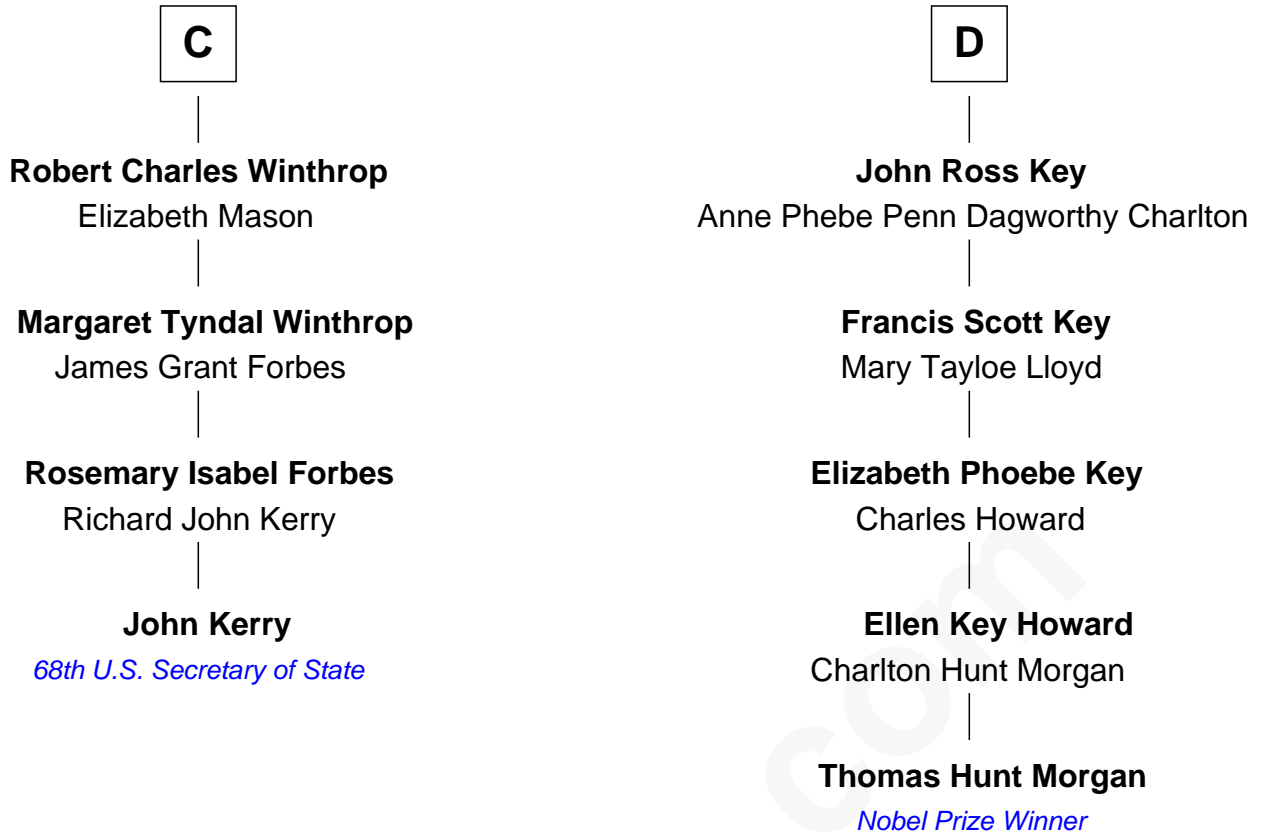 C
Robert Charles Winthrop
Elizabeth Mason
Margaret Tyndal Winthrop
James Grant Forbes
Rosemary Isabel Forbes
Richard John Kerry
John Kerry
68th U.S. Secretary of State
D
John Ross Key
Anne Phebe Penn Dagworthy Charlton
Francis Scott Key
Mary Tayloe Lloyd
Elizabeth Phoebe Key
Charles Howard
Ellen Key Howard
Charlton Hunt Morgan
Thomas Hunt Morgan
Nobel Prize Winner
com